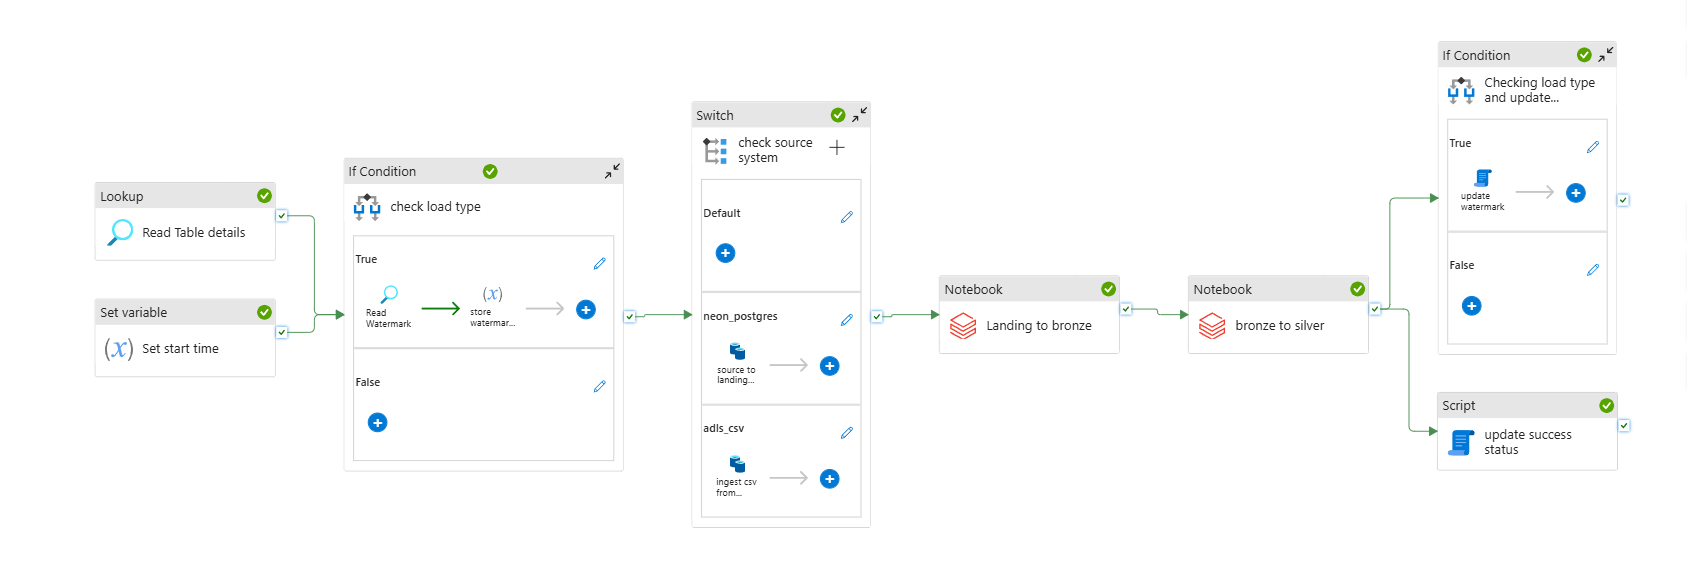 Lookup
Read Table details
Set variable
(x) Set start time
If Condition
check load type
True
Read
Watermark
(x)
store
watermar...
False
Switch
check source
system
Default
neon_postgres
source to
landing...
adls_csv
ingest csv
from...
Notebook
Landing to bronze
Notebook
bronze to silver
If Condition
Checking load type
and update...
True
update
watermark
False
Script
update success
status